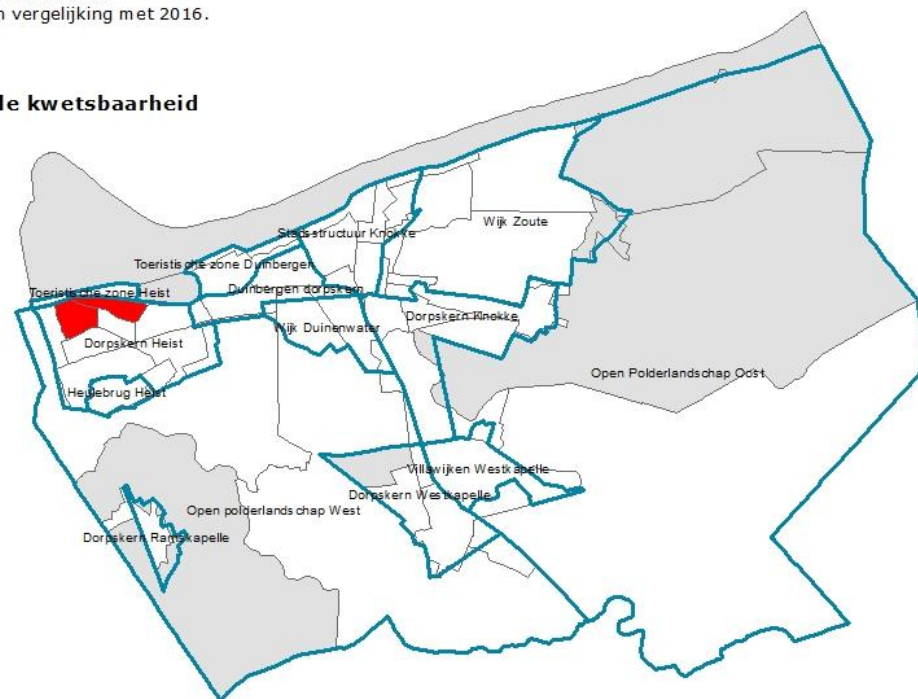 n vergelijking met 2016.
le kwetsbaarheid
Wijk Zoute
Stadsstructuur Knokke
Toeristische zone Duinbergen
Duinbergen dorpskern
Toeristische zone Heist
Dorpskern Knokke
Wijk Duinenwater
Dorpskern Heist
Open Polderlandschap Oost
Heulebrug Heist
Villawijken Westkapelle
Dorpskern Westkapelle
Open polderlandschap West
Dorpskern Ramskapelle